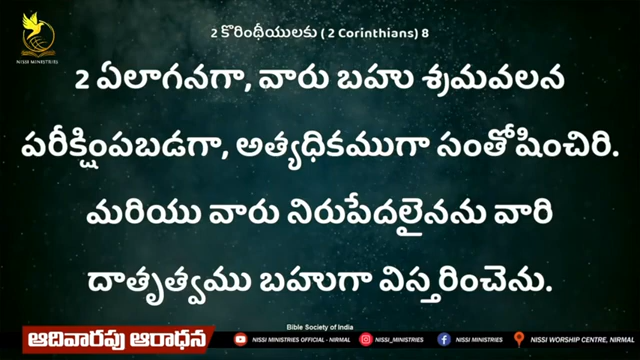 2 కొరింథీయులకు ( 2 Corinthians) 8
NISSI MINISTRIES
2 ఏలాగనగా, వారు బహు శ్రమవలన
పరీక్షింపబడగా, అత్యధికముగా సంతోషించిరి.
మరియు వారు నిరుపేదలైనను వారి
దాతృత్వము బహుగా విస్తరించెను.
Bible Society of India
ఆదివారపు ఆరాధన
NISSI MINISTRIES OFFICIAL - NIRMAL
NISSI_MINISTRIES
NISSI MINISTRIES
NISSI WORSHIP CENTRE, NIRMAL